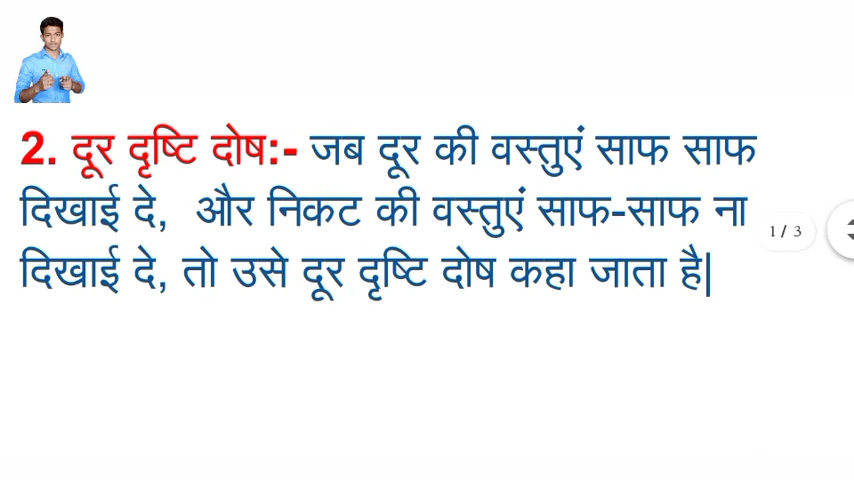 2. दूर दृष्टि दोष:- जब दूर की वस्तुएं साफ साफ
दिखाई दे, और निकट की वस्तुएं साफ-साफ ना
1 / 3
दिखाई दे, तो उसे दूर दृष्टि दोष कहा जाता है|